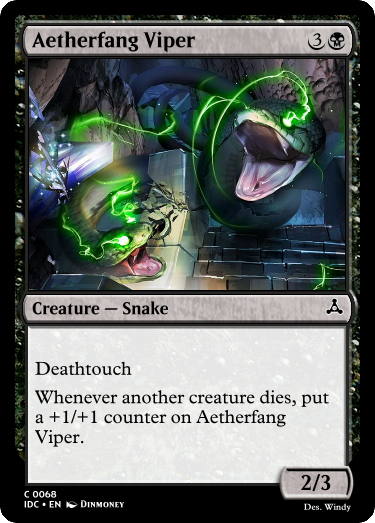 Aetherfang Viper 3
Creature — Snake
Deathtouch
Whenever another creature dies, put
a +1/+1 counter on Aetherfang
Viper.
2/3
C 0068
IDC • EN Dinmoney
Des. Windy